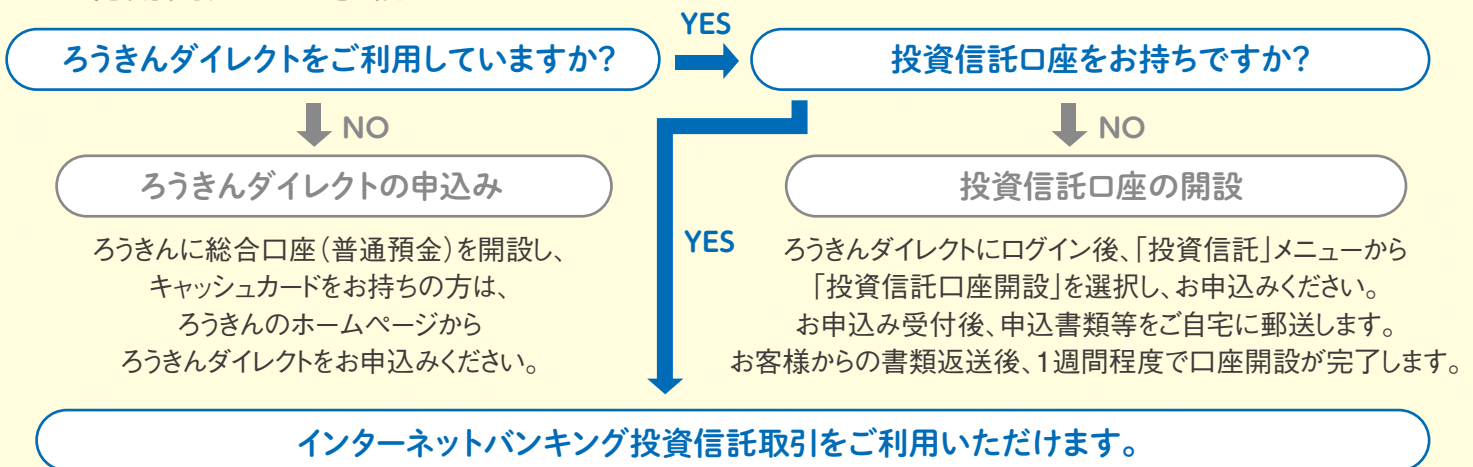 YES
ろうきんダイレクトをご利用していますか？
投資信託口座をお持ちですか？
NO
NO
ろうきんダイレクトの申込み
投資信託口座の開設
ろうきんに総合口座（普通預金）を開設し、
キャッシュカードをお持ちの方は、
ろうきんのホームページから
ろうきんダイレクトをお申込みください。
YES
ろうきんダイレクトにログイン後、「投資信託」メニューから
「投資信託口座開設」を選択し、お申込みください。
お申込み受付後、申込書類等をご自宅に郵送します。
お客様からの書類返送後、1週間程度で口座開設が完了します。
インターネットバンキング投資信託取引をご利用いただけます。